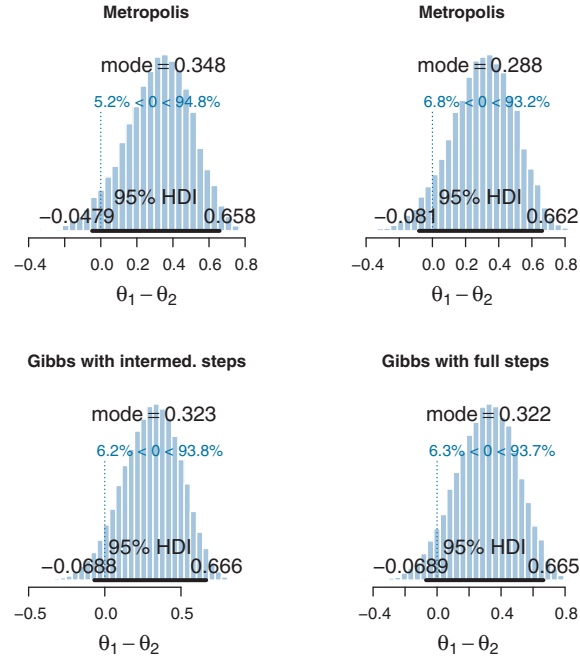 Metropolis
mode = 0.348
5.2% < 0 < 94.8%
95% HDI
−0.0479 0.658
−0.4 0.0 0.2 0.4 0.6 0.8
θ1 − θ2
Metropolis
mode = 0.288
6.8% < 0 < 93.2%
95% HDI
−0.081 0.662
−0.4 0.0 0.2 0.4 0.6 0.8
θ1 − θ2
Gibbs with intermed. steps
mode = 0.323
6.2% < 0 < 93.8%
95% HDI
−0.0688 0.666
−0.5 0.0 0.5
θ1 − θ2
Gibbs with full steps
mode = 0.322
6.3% < 0 < 93.7%
95% HDI
−0.0689 0.665
−0.4 0.0 0.2 0.4 0.8
θ1 − θ2